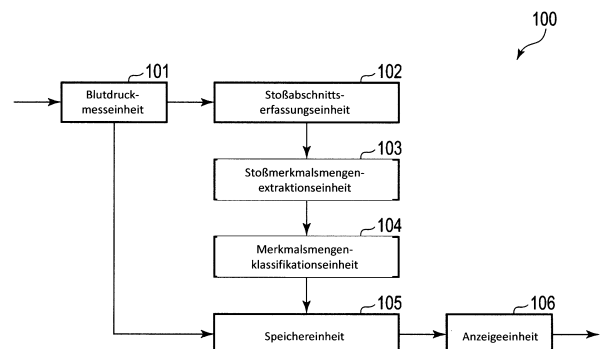 100
101
Blutdruck-
messeinheit
102
Stoßabschnitts-
erfassungseinheit
103
Stoßmerkmalsmengen-
extraktionseinheit
104
Merkmalsmengen-
klassifikationseinheit
105
Speichereinheit
106
Anzeigeeinheit